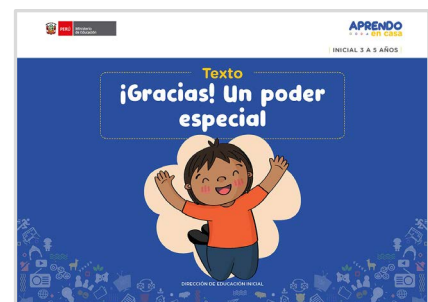 PERÚ Ministerio
de Educación
APRENDO
en casa
INICIAL 3 A 5 AÑOS
Texto
¡Gracias! Un poder
especial
DIRECCIÓN DE EDUCACIÓN INICIAL